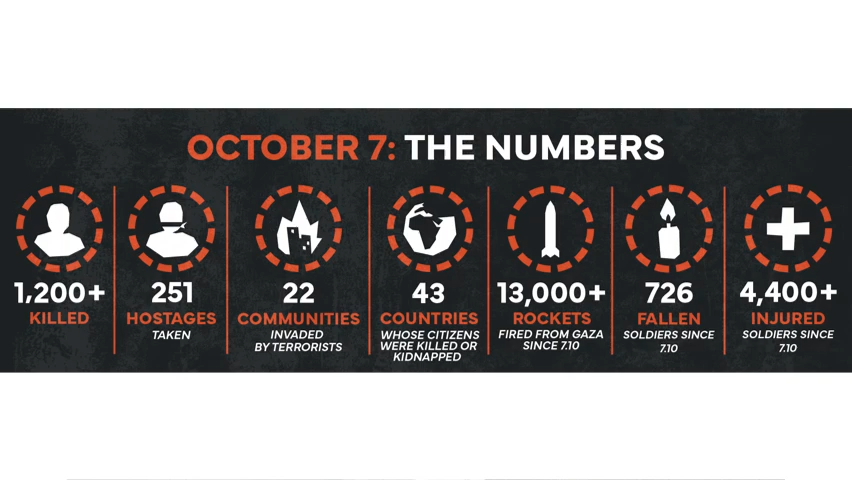 OCTOBER 7: THE NUMBERS
1,200+
KILLED
251
HOSTAGES
TAKEN
22
COMMUNITIES
INVADED
BY TERRORISTS
43
COUNTRIES
WHOSE CITIZENS
WERE KILLED OR
KIDNAPPED
13,000+
ROCKETS
FIRED FROM GAZA
SINCE 7.10
726
FALLEN
SOLDIERS SINCE
7.10
4,400+
INJURED
SOLDIERS SINCE
7.10